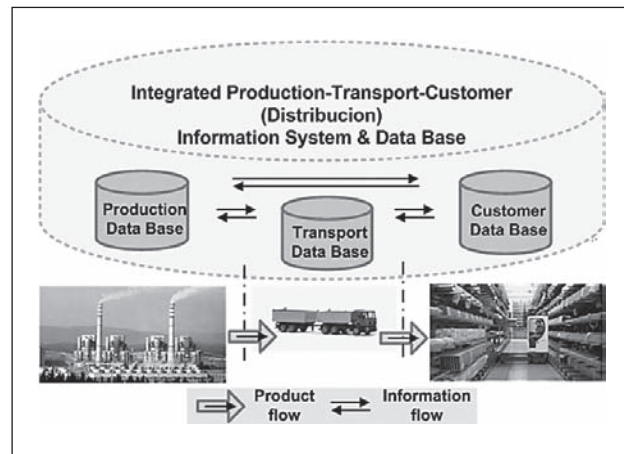 Integrated Production-Transport-Customer
(Distribucion)
Information System & Data Base
Production
Data Base
Transport
Data Base
Customer
Data Base
Product
flow
Information
flow